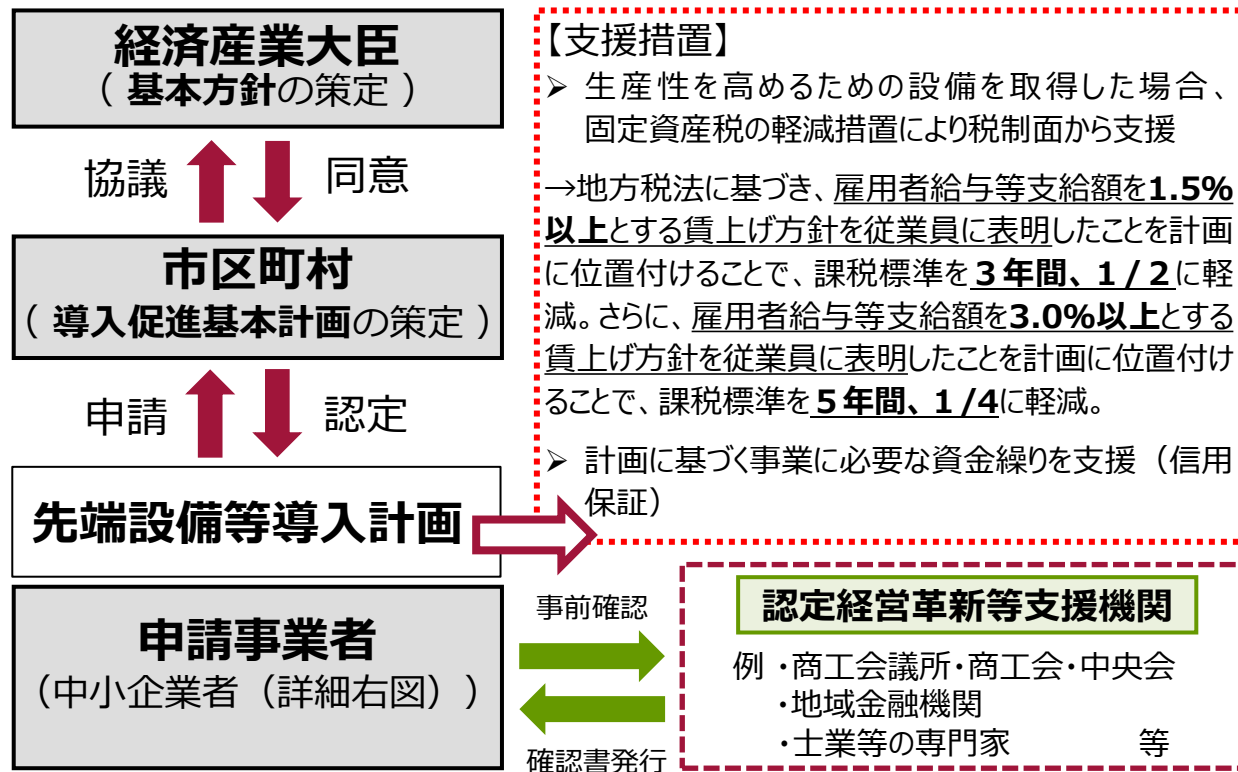 経済産業大臣
（ 基本方針の策定 ）
協議
同意
市区町村
（ 導入促進基本計画の策定 ）
申請
認定
先端設備等導入計画
申請事業者
（中小企業者（詳細右図））
【支援措置】
➢ 生産性を高めるための設備を取得した場合、
固定資産税の軽減措置により税制面から支援
→地方税法に基づき、雇用者給与等支給額を1.5%
以上とする賃上げ方針を従業員に表明したことを計画
に位置付けることで、課税標準を３年間、１/２に軽
減。さらに、雇用者給与等支給額を3.0%以上とする
賃上げ方針を従業員に表明したことを計画に位置付け
ることで、課税標準を５年間、１/4に軽減。
➢ 計画に基づく事業に必要な資金繰りを支援（信用
保証）
事前確認
確認書発行
認定経営革新等支援機関
例 ・商工会議所・商工会・中央会
・地域金融機関
・士業等の専門家 等